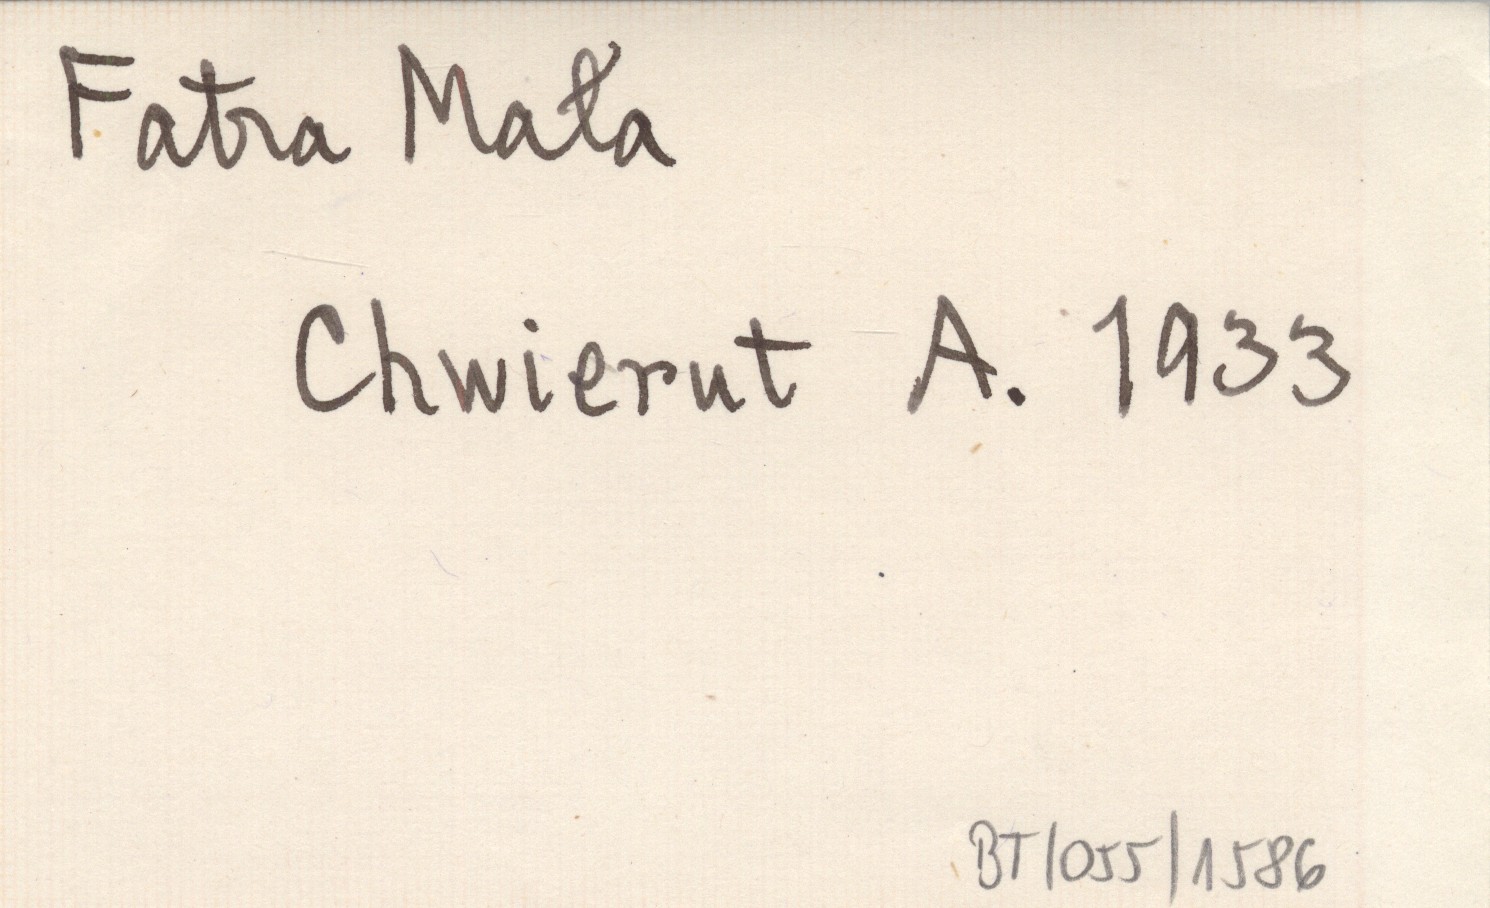 Fatra Mała
Chwierut A. 1933
BT/055/1586